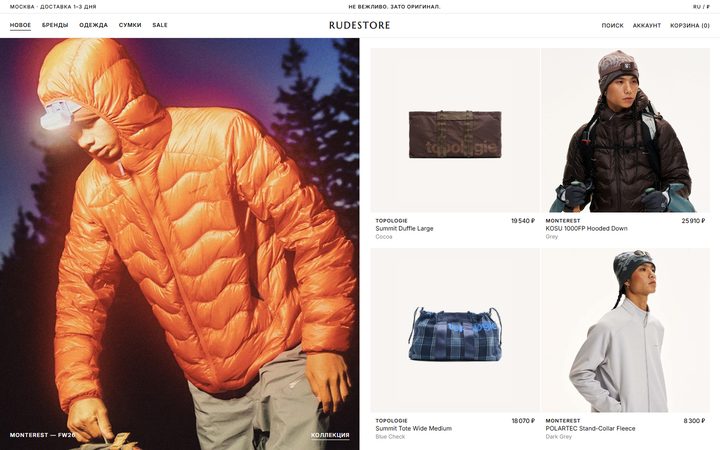 МОСКВА · ДОСТАВКА 1–3 ДНЯ
НЕ ВЕЖЛИВО. ЗАТО ОРИГИНАЛ.
RU / ₽
НОВОЕ БРЕНДЫ ОДЕЖДА СУМКИ SALE
RUDESTORE
ПОИСК АККАУНТ КОРЗИНА (0)
MONTEREST — FW26
КОЛЛЕКЦИЯ
topologie
TOPOLOGIE 19 540 ₽
Summit Duffle Large
Cocoa
MONTEREST 25 910 ₽
KOSU 1000FP Hooded Down
Grey
topologie
TOPOLOGIE 18 070 ₽
Summit Tote Wide Medium
Blue Check
MONTEREST 8 300 ₽
POLARTEC Stand-Collar Fleece
Dark Grey